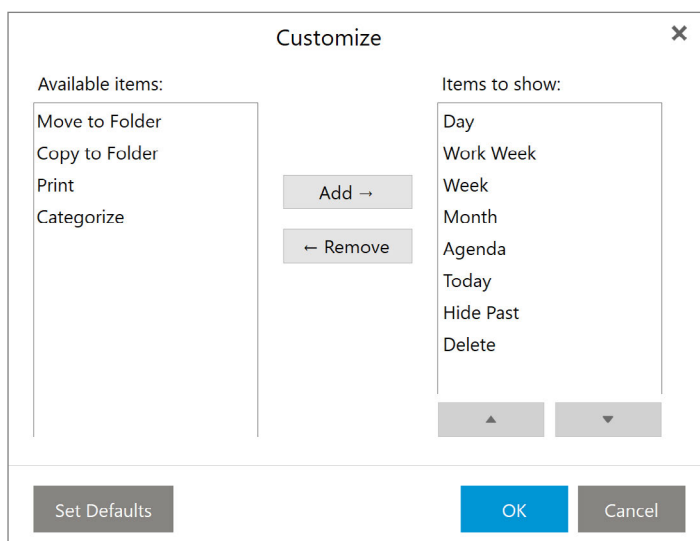 Customize
Available items:
Move to Folder
Copy to Folder
Print
Categorize
Add →
← Remove
Items to show:
Day
Work Week
Week
Month
Agenda
Today
Hide Past
Delete
Set Defaults
OK
Cancel